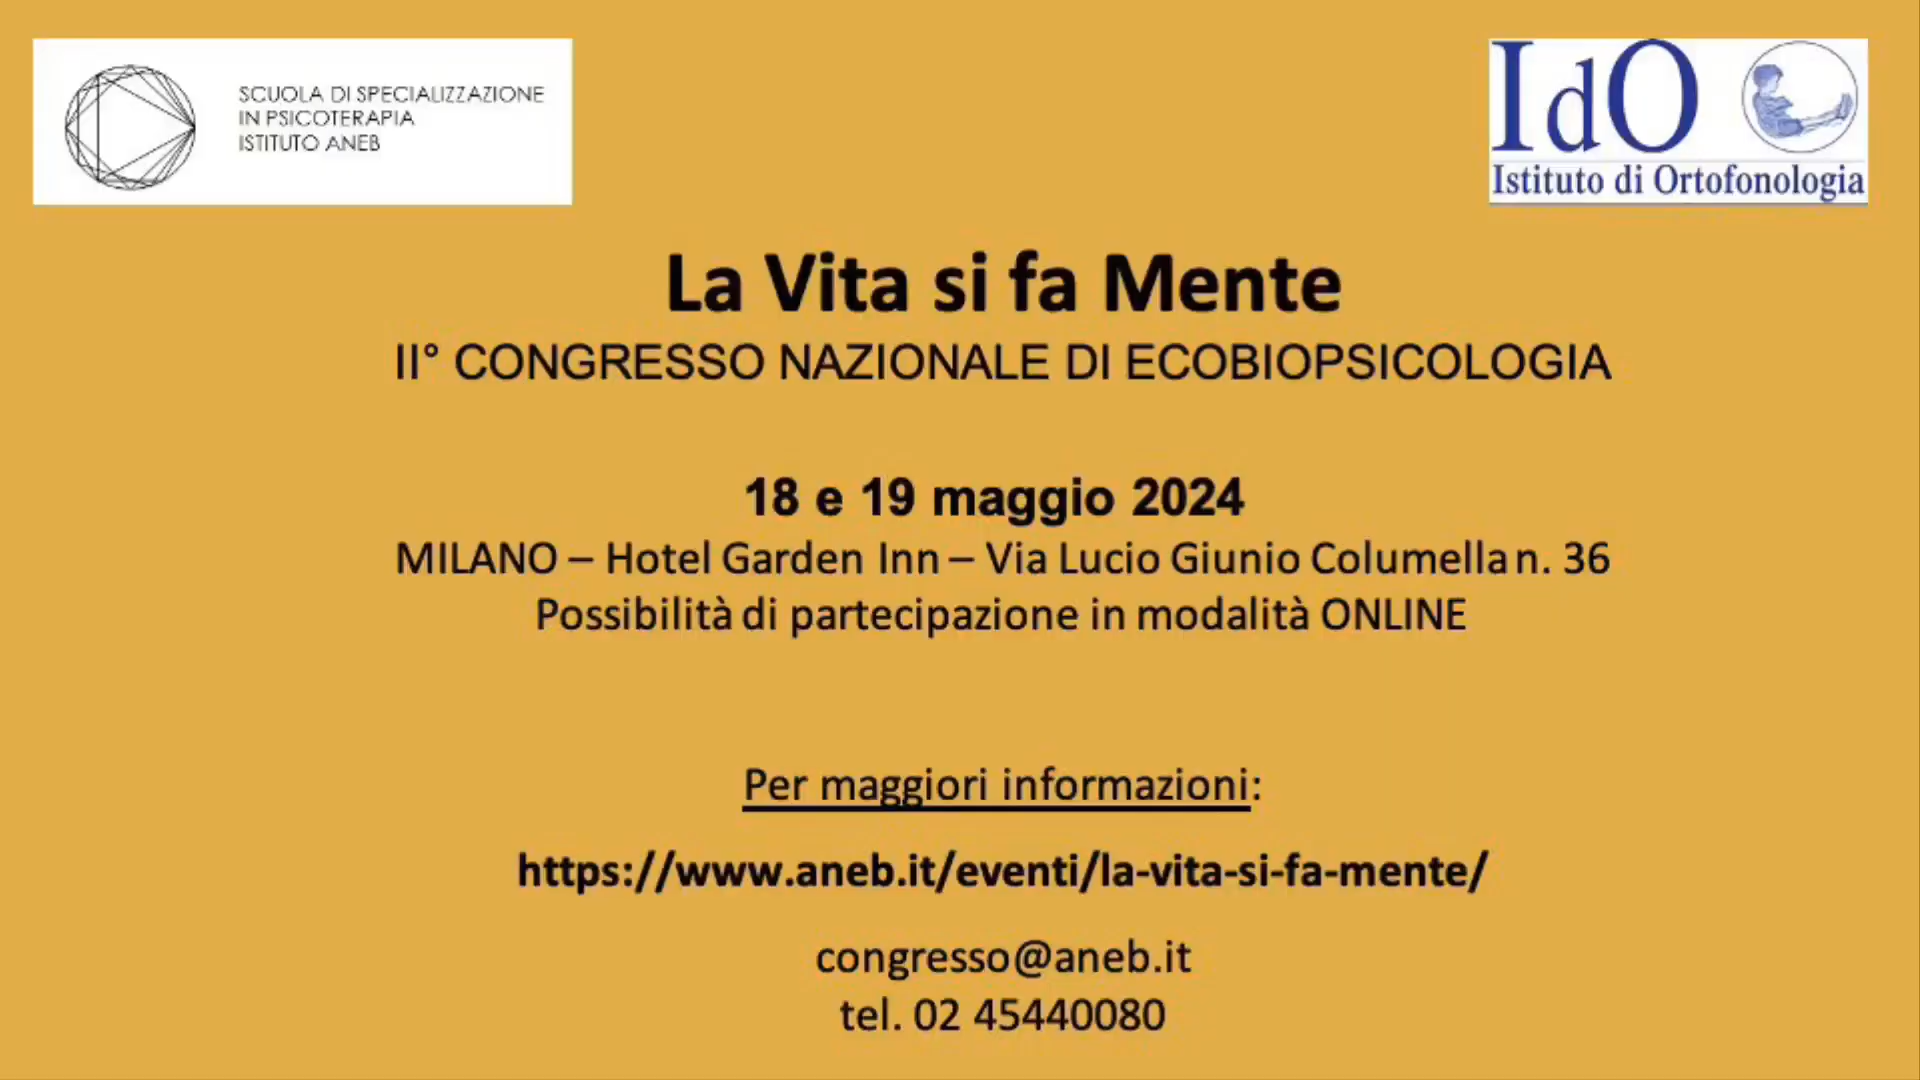 SCUOLA DI SPECIALIZZAZIONE
IN PSICOTERAPIA
ISTITUTO ANEB
IdO
Istituto di Ortofonologia
La Vita si fa Mente
II° CONGRESSO NAZIONALE DI ECOBIOPSICOLOGIA
18 e 19 maggio 2024
MILANO – Hotel Garden Inn – Via Lucio Giunio Columella n. 36
Possibilità di partecipazione in modalità ONLINE
Per maggiori informazioni:
https://www.aneb.it/eventi/la-vita-si-fa-mente/
congresso@aneb.it
tel. 02 45440080